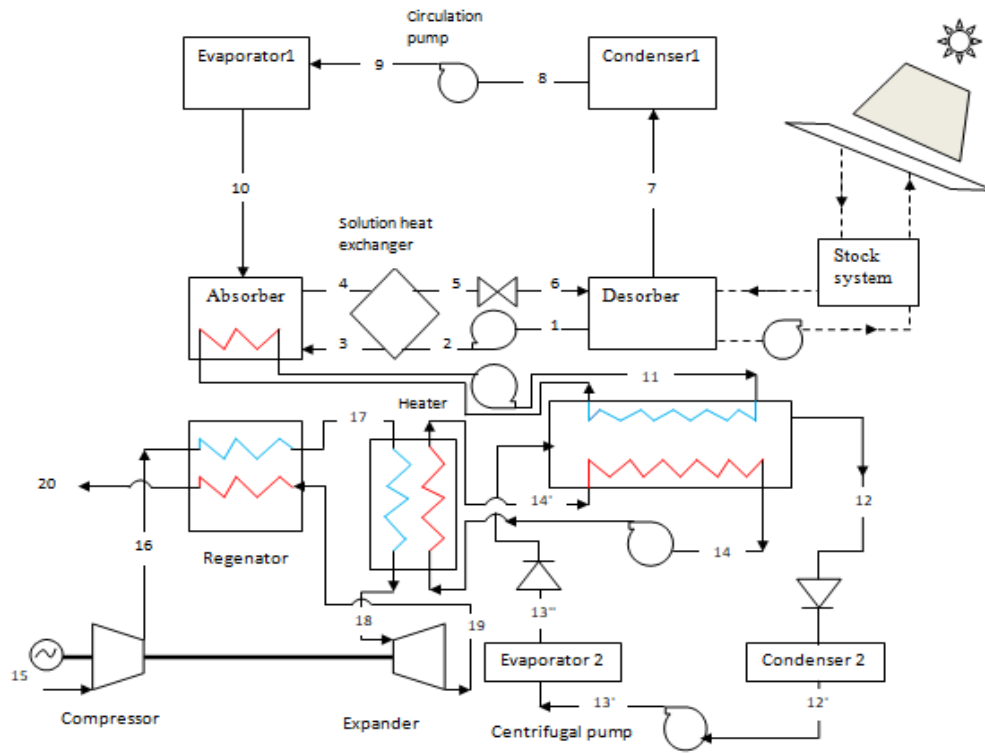 Circulation
pump
Evaporator1
9
8
Condenser1
10
7
Solution heat
exchanger
Stock
system
Absorber
4
5
6
Desorber
3
2
1
11
Heater
17
20
14'
12
16
Regenator
14
18
19
13'''
15
Evaporator 2
Condenser 2
Compressor
Expander
13'
Centrifugal pump
12'